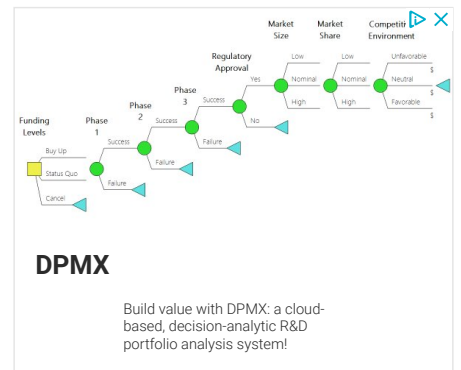 Market
Size
Market
Share
Competiti
Environment
Regulatory
Approval
Low
Low
Unfavorable
$
Yes
Nominal
Nominal
Neutral
$
High
High
Favorable
$
Phase
3
Success
No
Phase
2
Success
Failure
Funding
Levels
Phase
1
Success
Failure
Buy Up
Status Quo
Failure
Cancel
DPMX
Build value with DPMX: a cloud-
based, decision-analytic R&D
portfolio analysis system!